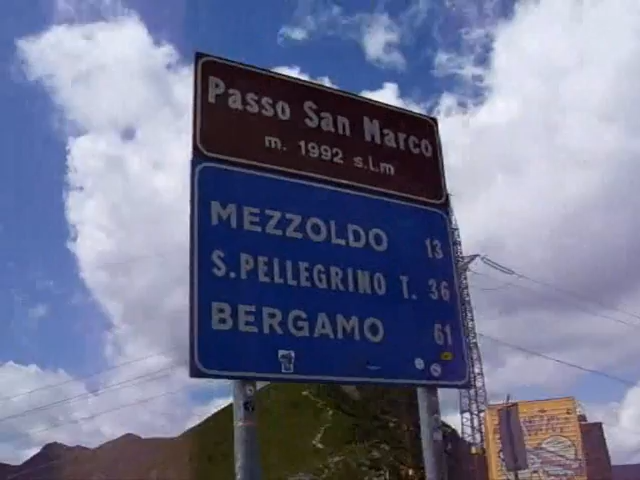 Passo San Marco
m. 1992 s.l.m
MEZZOLDO 13
S.PELLEGRINO T. 36
BERGAMO 61